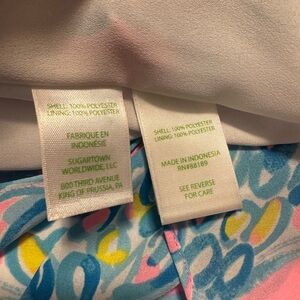 SHELL: 100% POLYESTER
LINING: 100% POLYESTER
FABRIQUE EN
INDONESIE
SUGARTOWN
WORLDWIDE, LLC
800 THIRD AVENUE
KING OF PRUSSIA, PA
SHELL: 100% POLYESTER
LINING: 100% POLYESTER
MADE IN INDONESIA
RN#88189
SEE REVERSE
FOR CARE